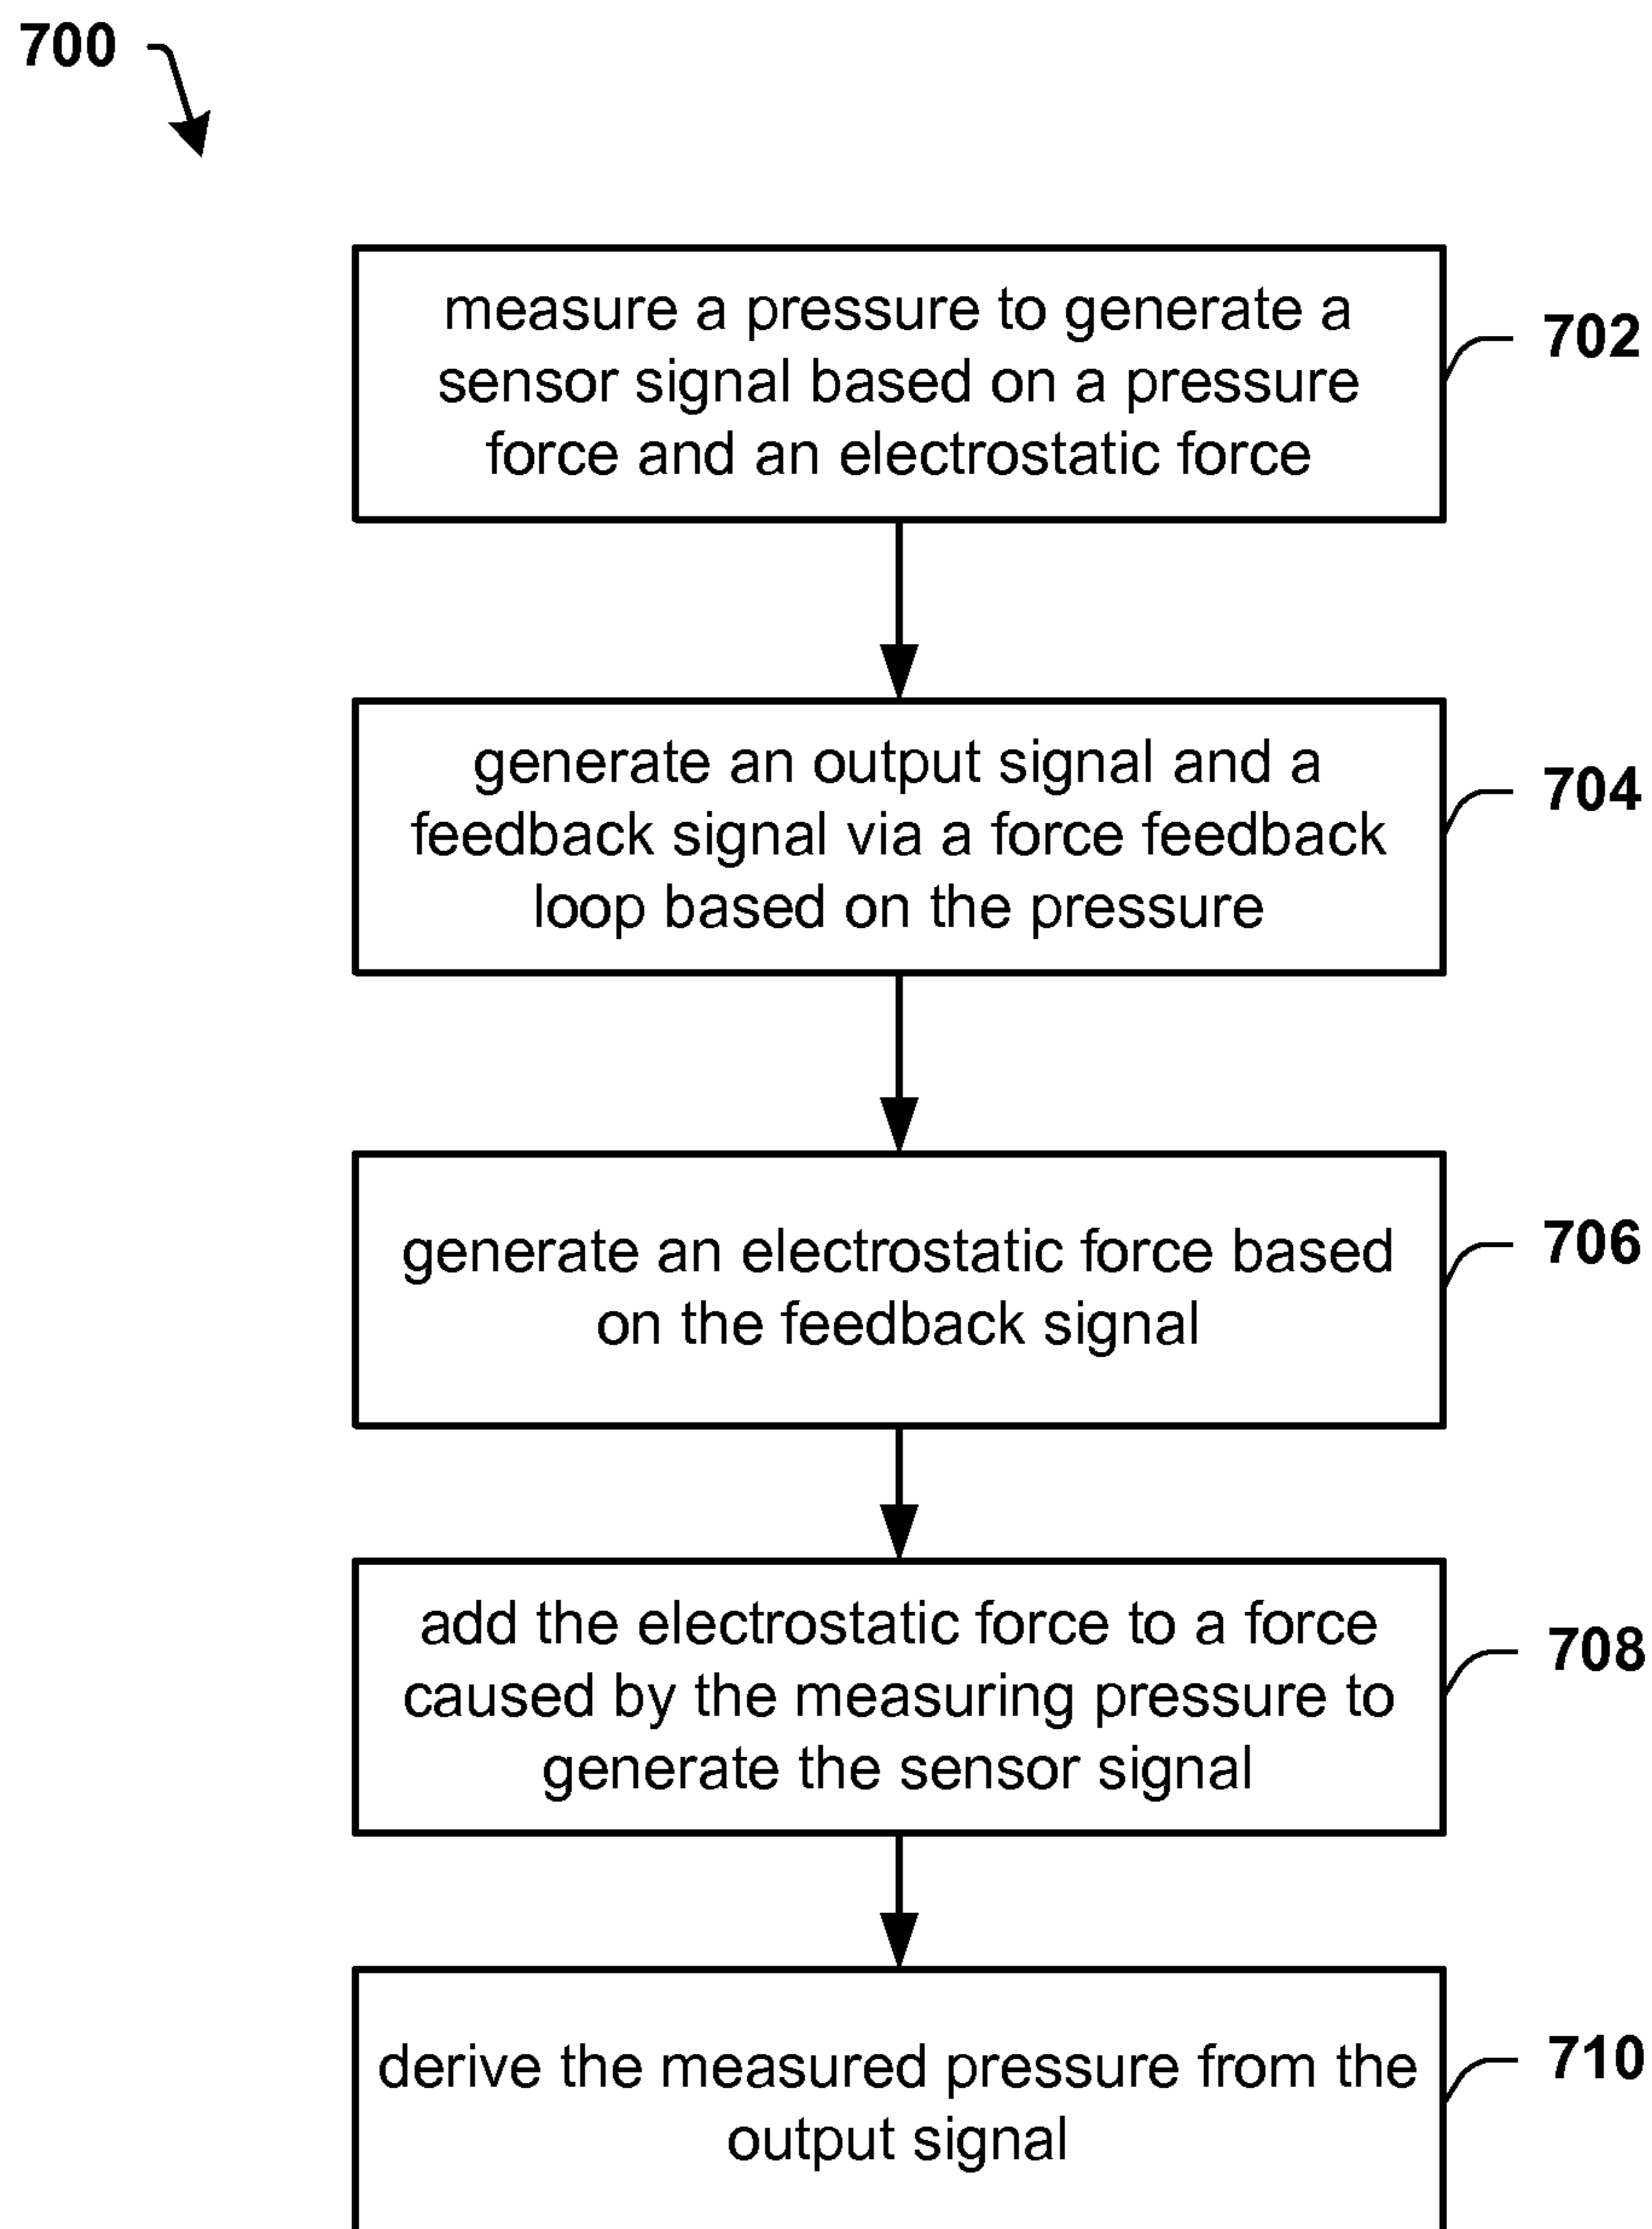 700
measure a pressure to generate a
sensor signal based on a pressure
force and an electrostatic force
702
generate an output signal and a
feedback signal via a force feedback
loop based on the pressure
704
generate an electrostatic force based
on the feedback signal
706
add the electrostatic force to a force
caused by the measuring pressure to
generate the sensor signal
708
derive the measured pressure from the
output signal
710